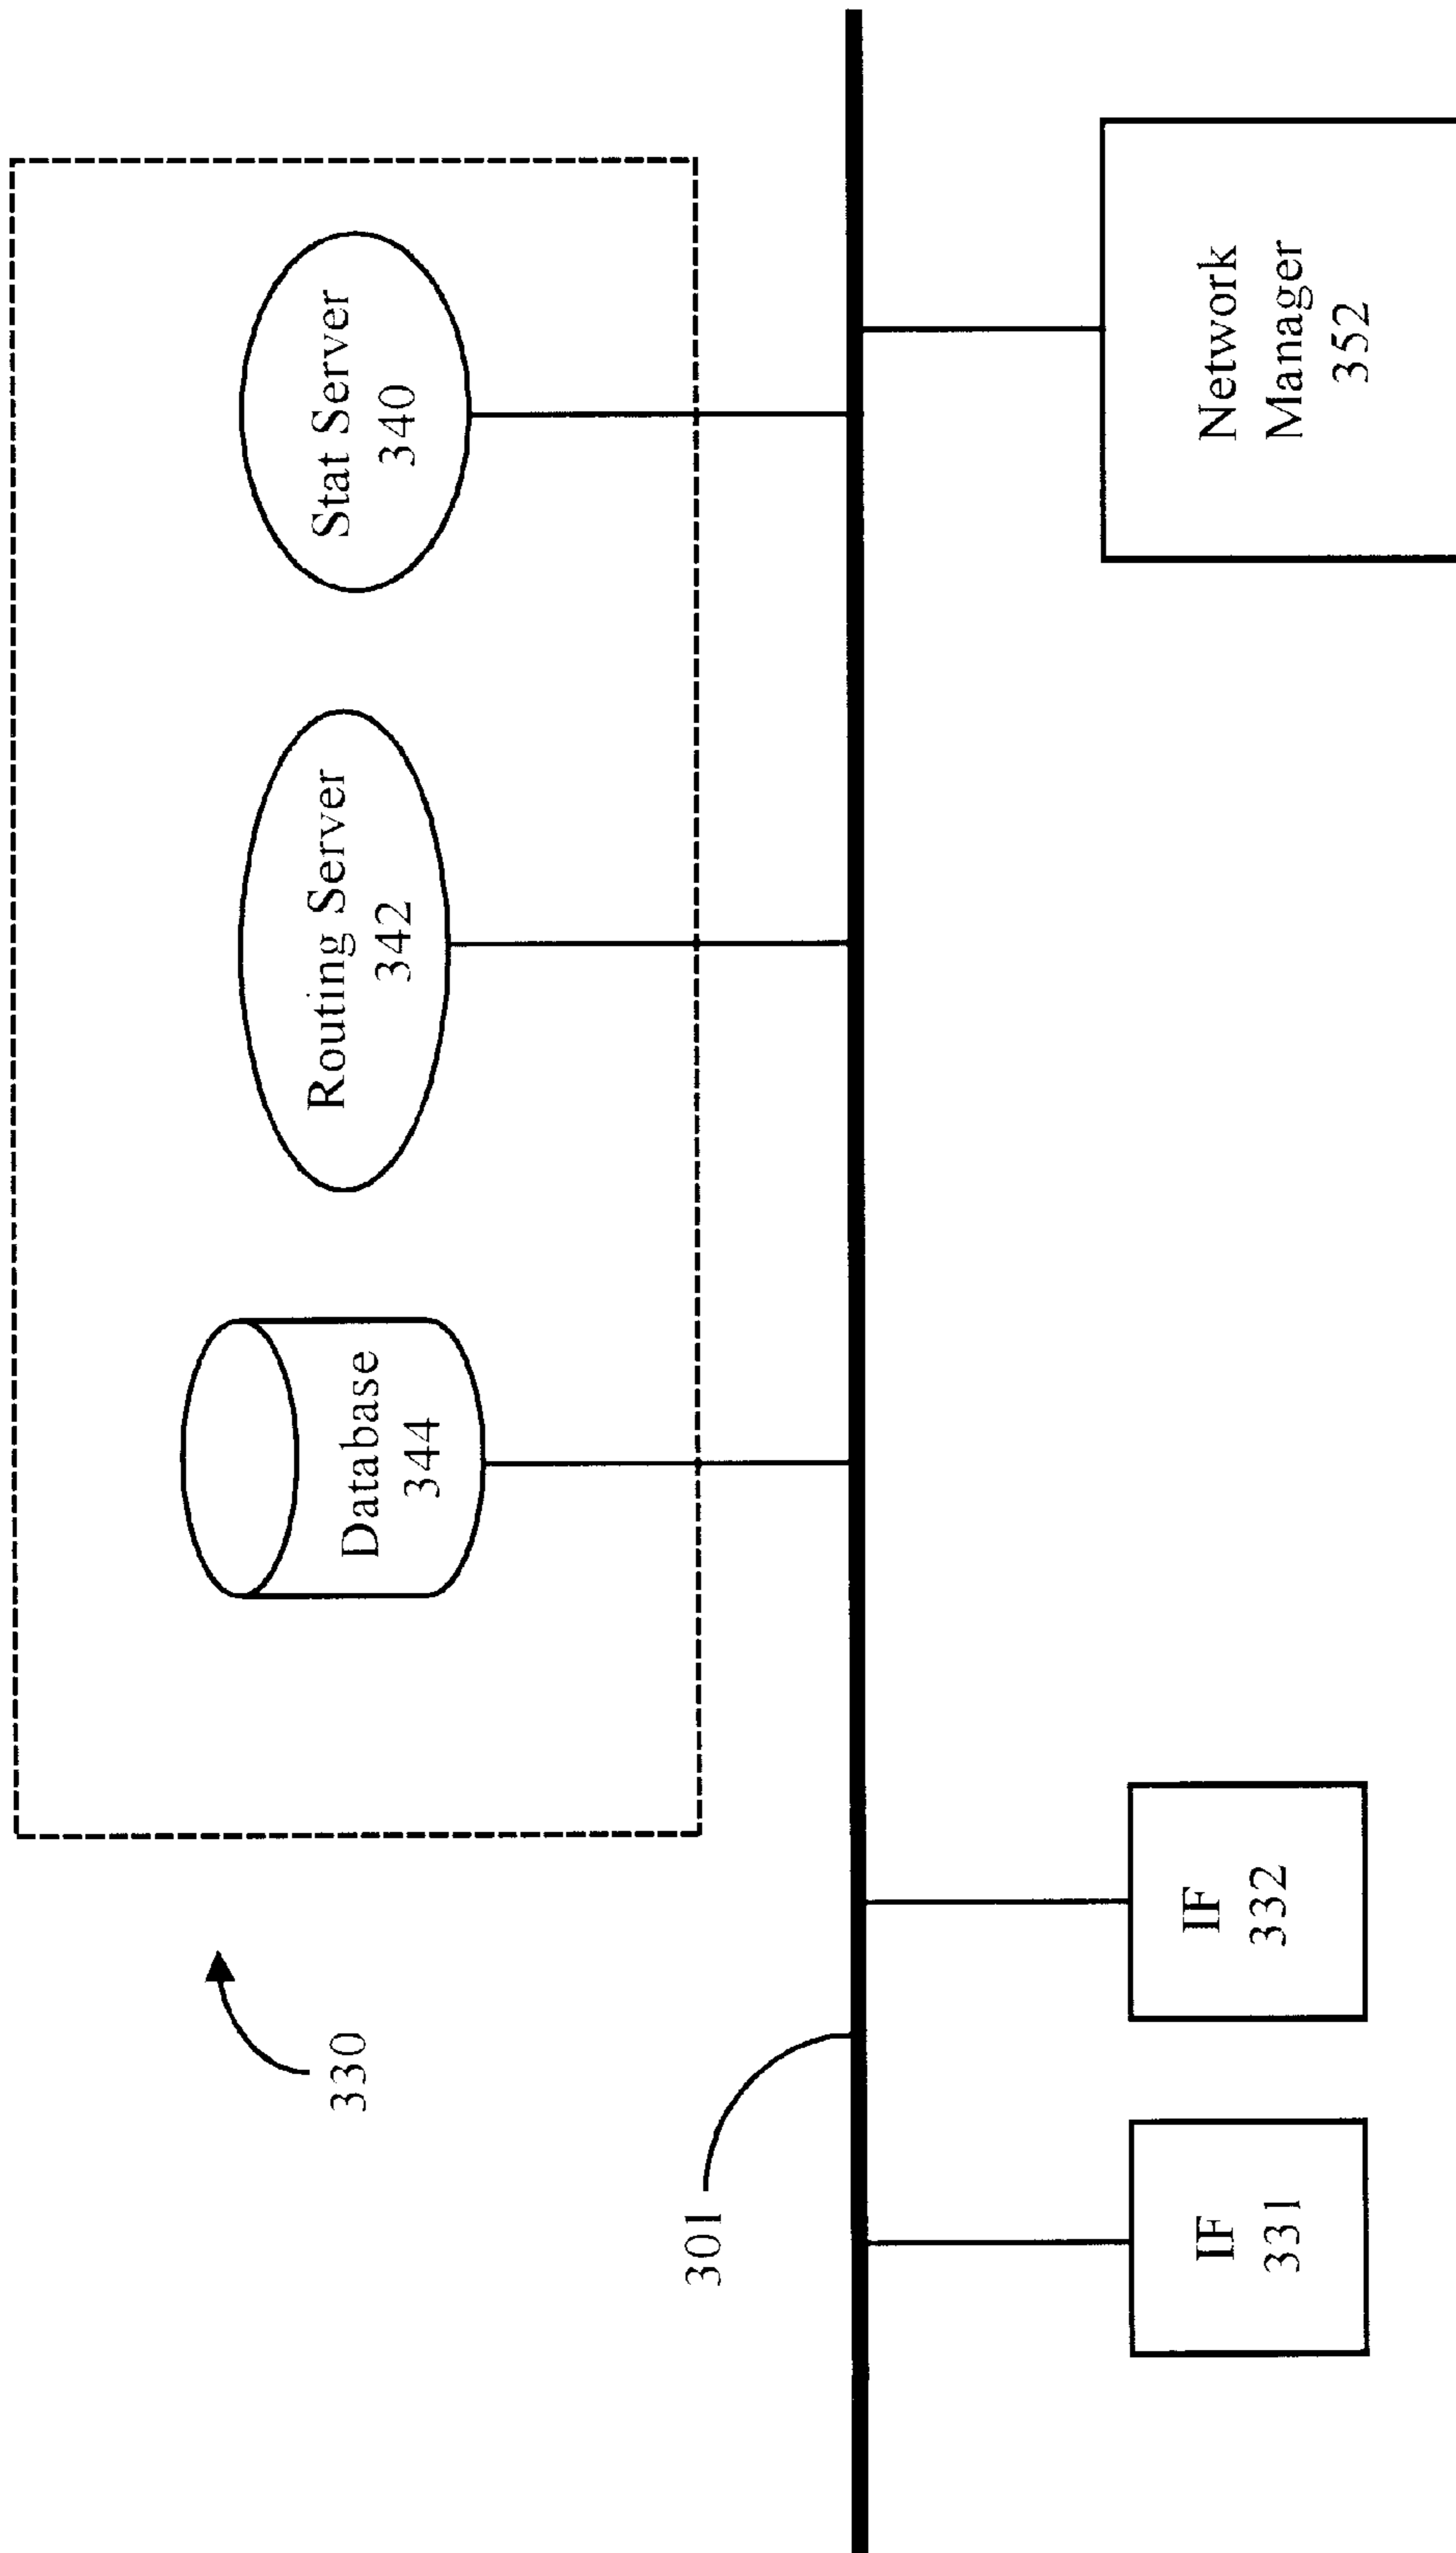 330
Database
344
Routing Server
342
Stat Server
340
301
IF
331
IF
332
Network
Manager
352